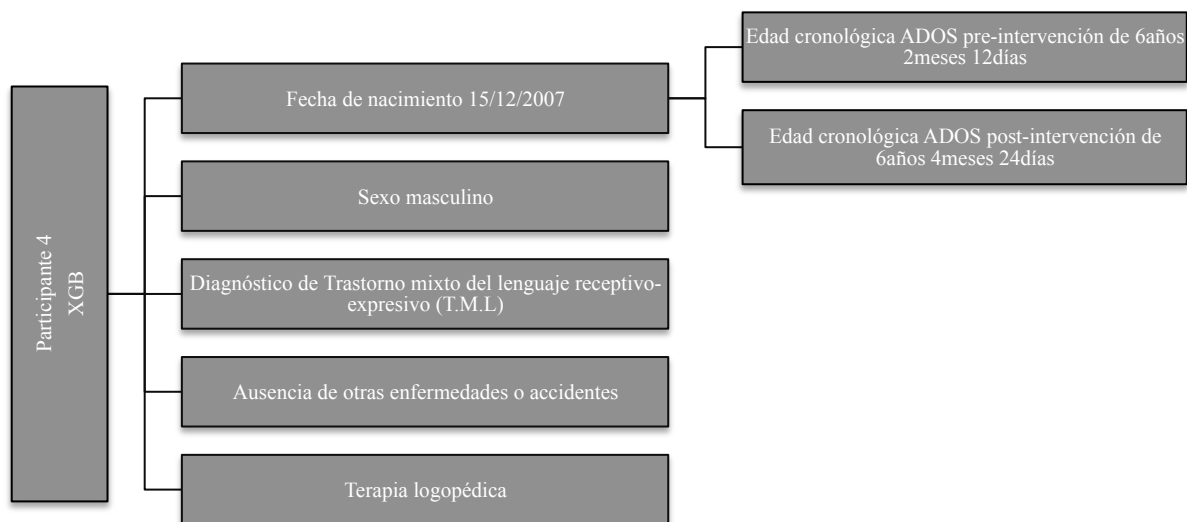 Participante 4
XGB
Fecha de nacimiento 15/12/2007
Edad cronológica ADOS pre-intervención de 6años
2meses 12días
Edad cronológica ADOS post-intervención de
6años 4meses 24días
Sexo masculino
Diagnóstico de Trastorno mixto del lenguaje receptivo-
expresivo (T.M.L)
Ausencia de otras enfermedades o accidentes
Terapia logopédica